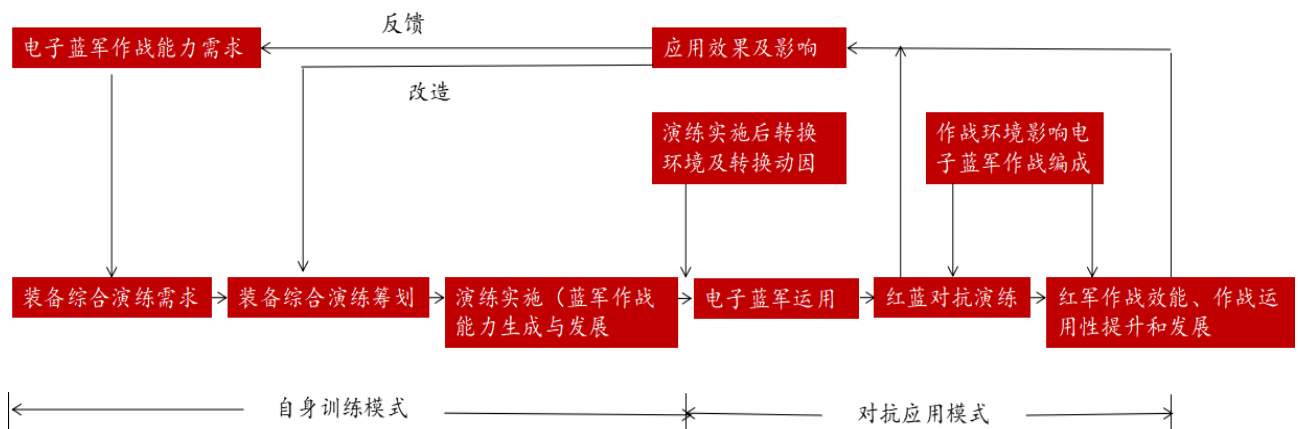 反馈
电子蓝军作战能力需求
应用效果及影响
改造
演练实施后转换
环境及转换动因
作战环境影响电
子蓝军作战编成
装备综合演练需求
装备综合演练筹划
演练实施（蓝军作战
能力生成与发展
电子蓝军运用
红蓝对抗演练
红军作战效能、作战运
用性提升和发展
自身训练模式
对抗应用模式